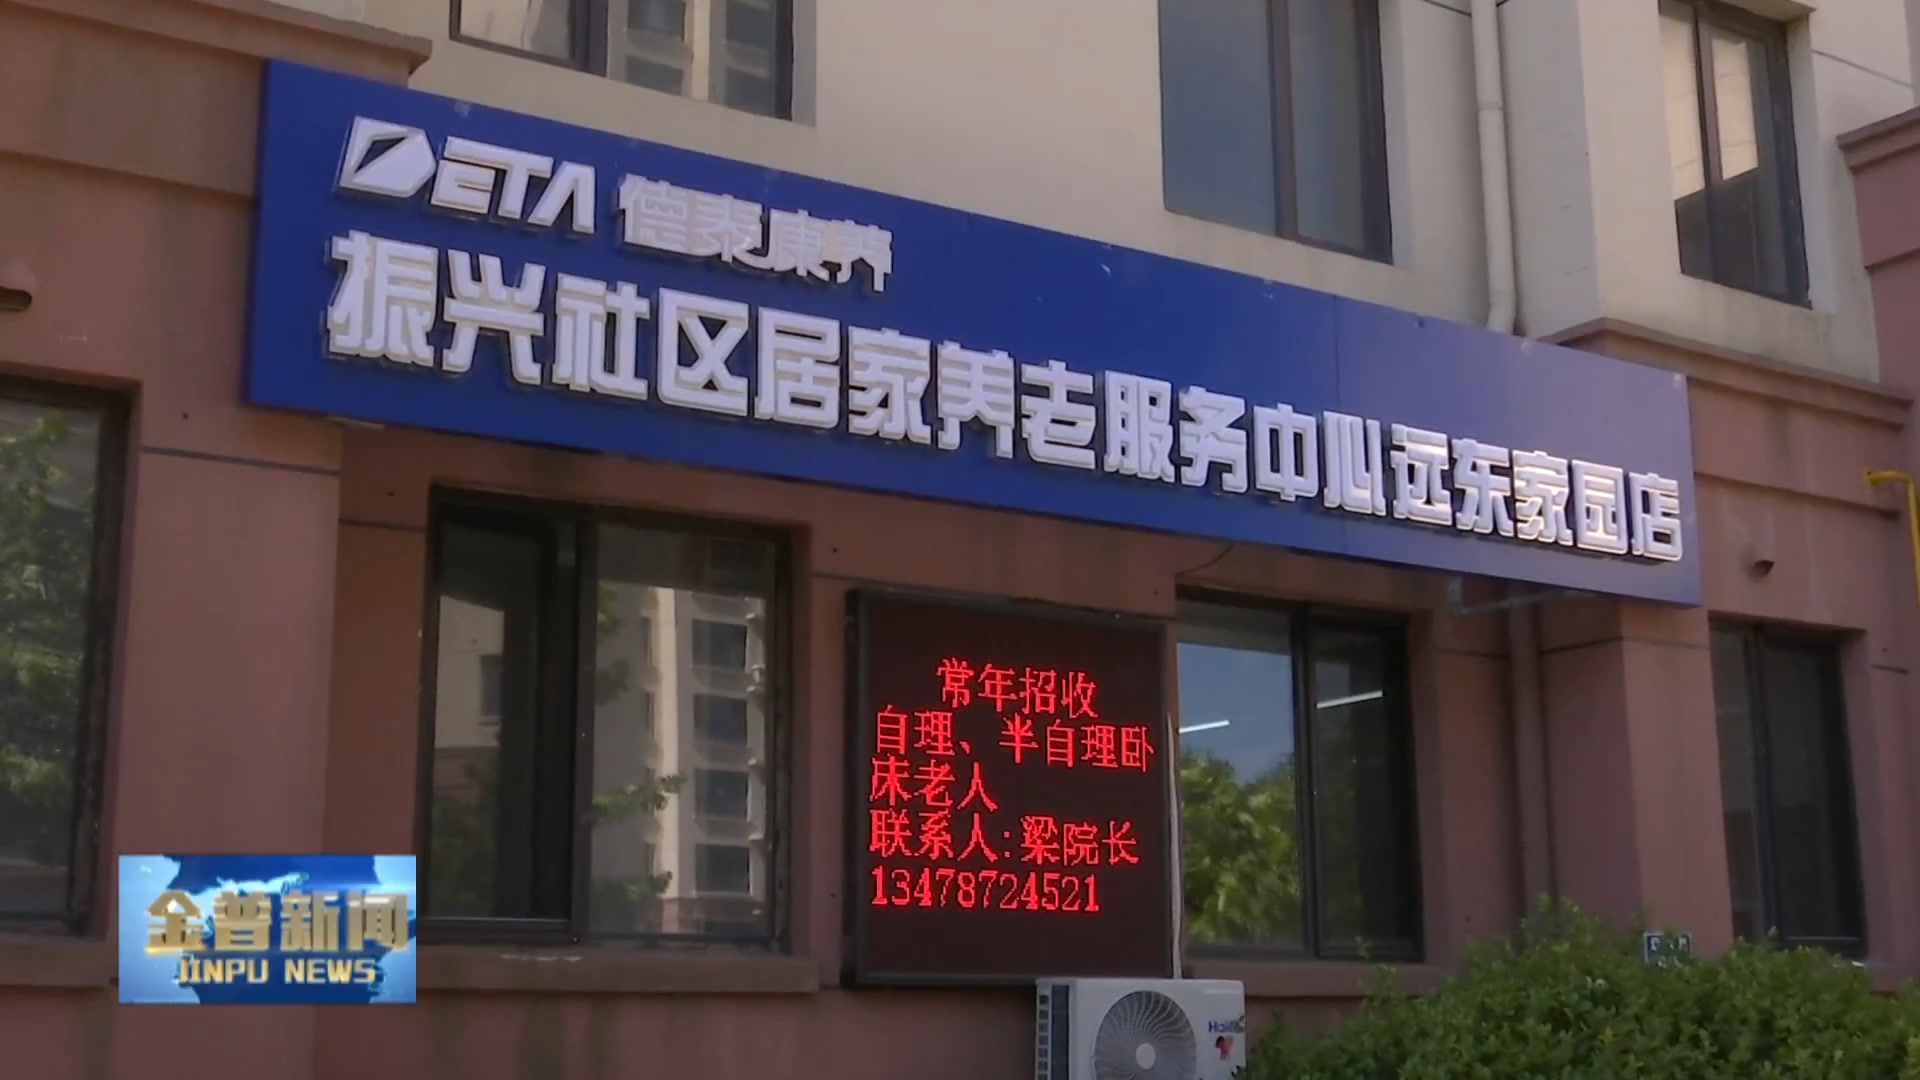 DETA 德泰康养
振兴社区居家养老服务中心远东家园店
常年招收
自理、半自理卧
床老人
联系人:梁院长
13478724521
金普新闻
JINPU NEWS
Haier